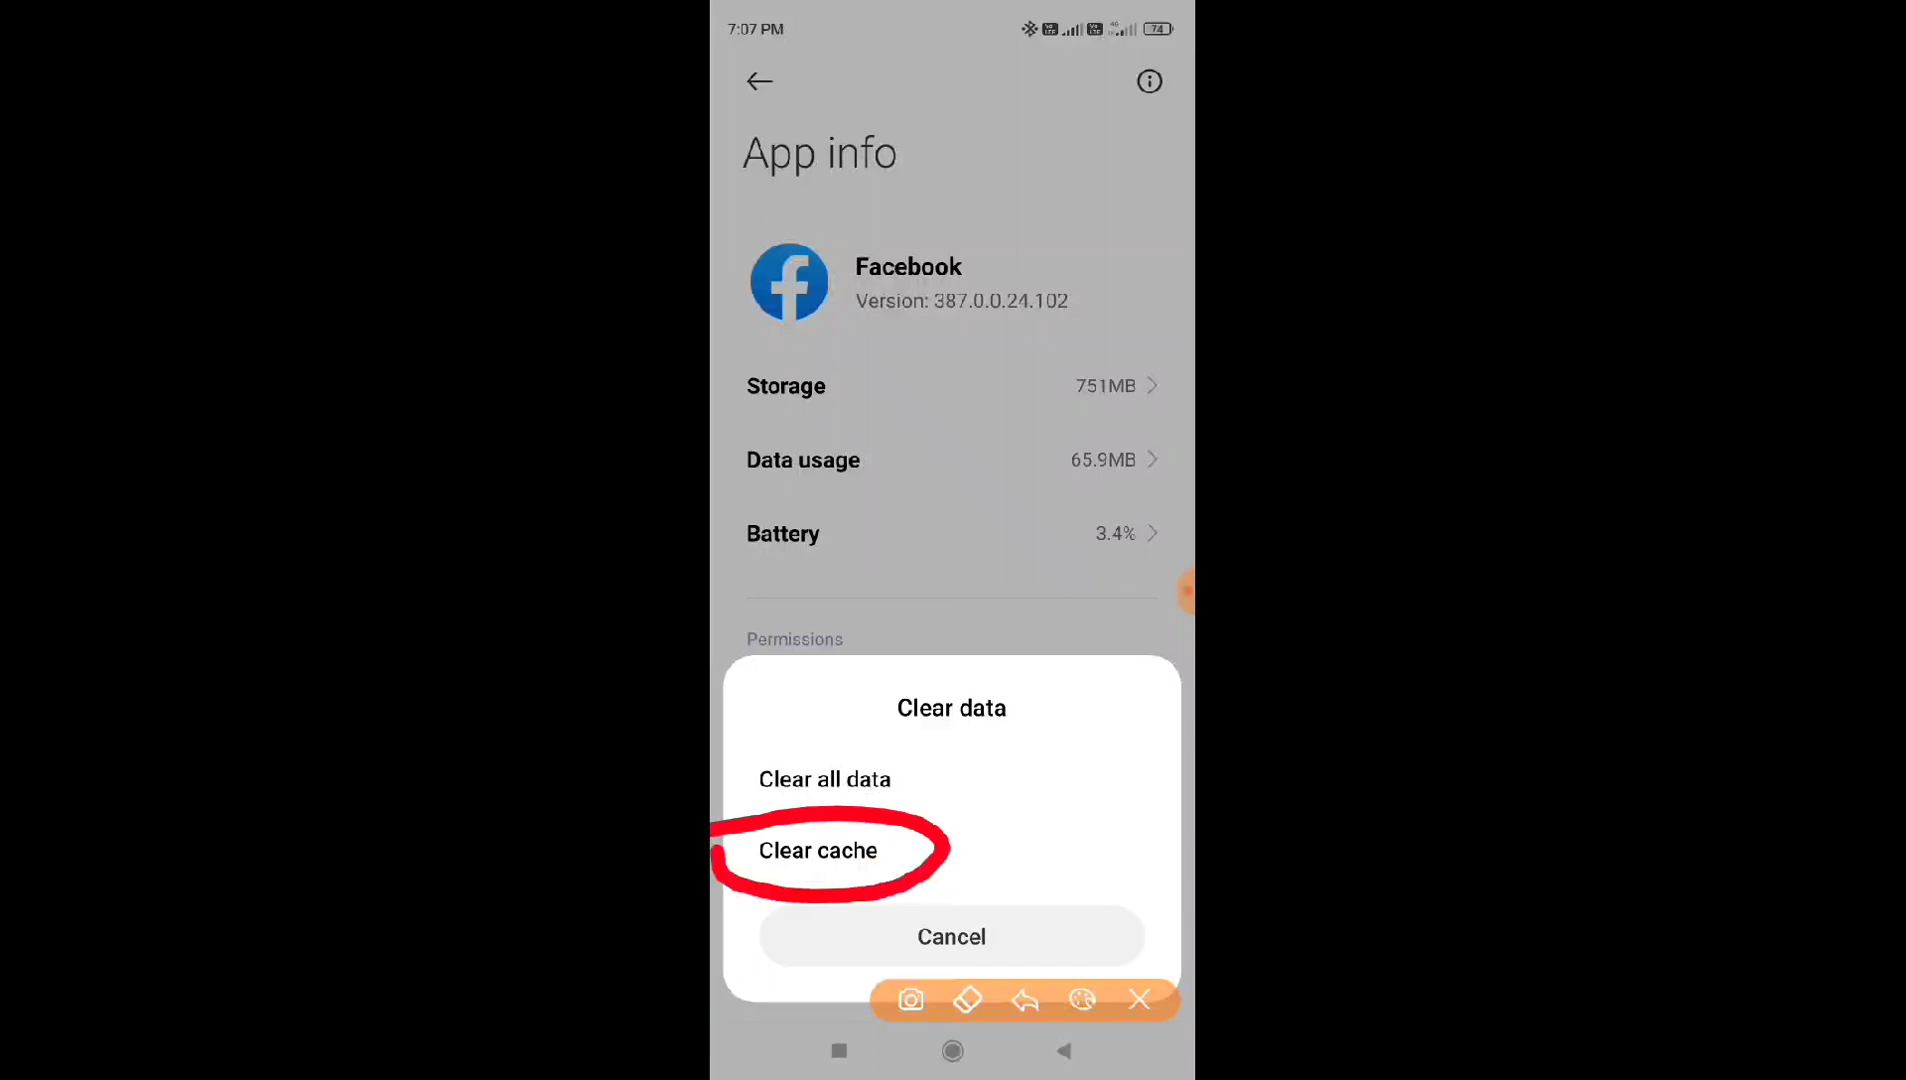 7:07 PM
74
App info
Facebook
Version: 387.0.0.24.102
Storage 751MB
Data usage 65.9MB
Battery 3.4%
Permissions
Clear data
Clear all data
Clear cache
Cancel